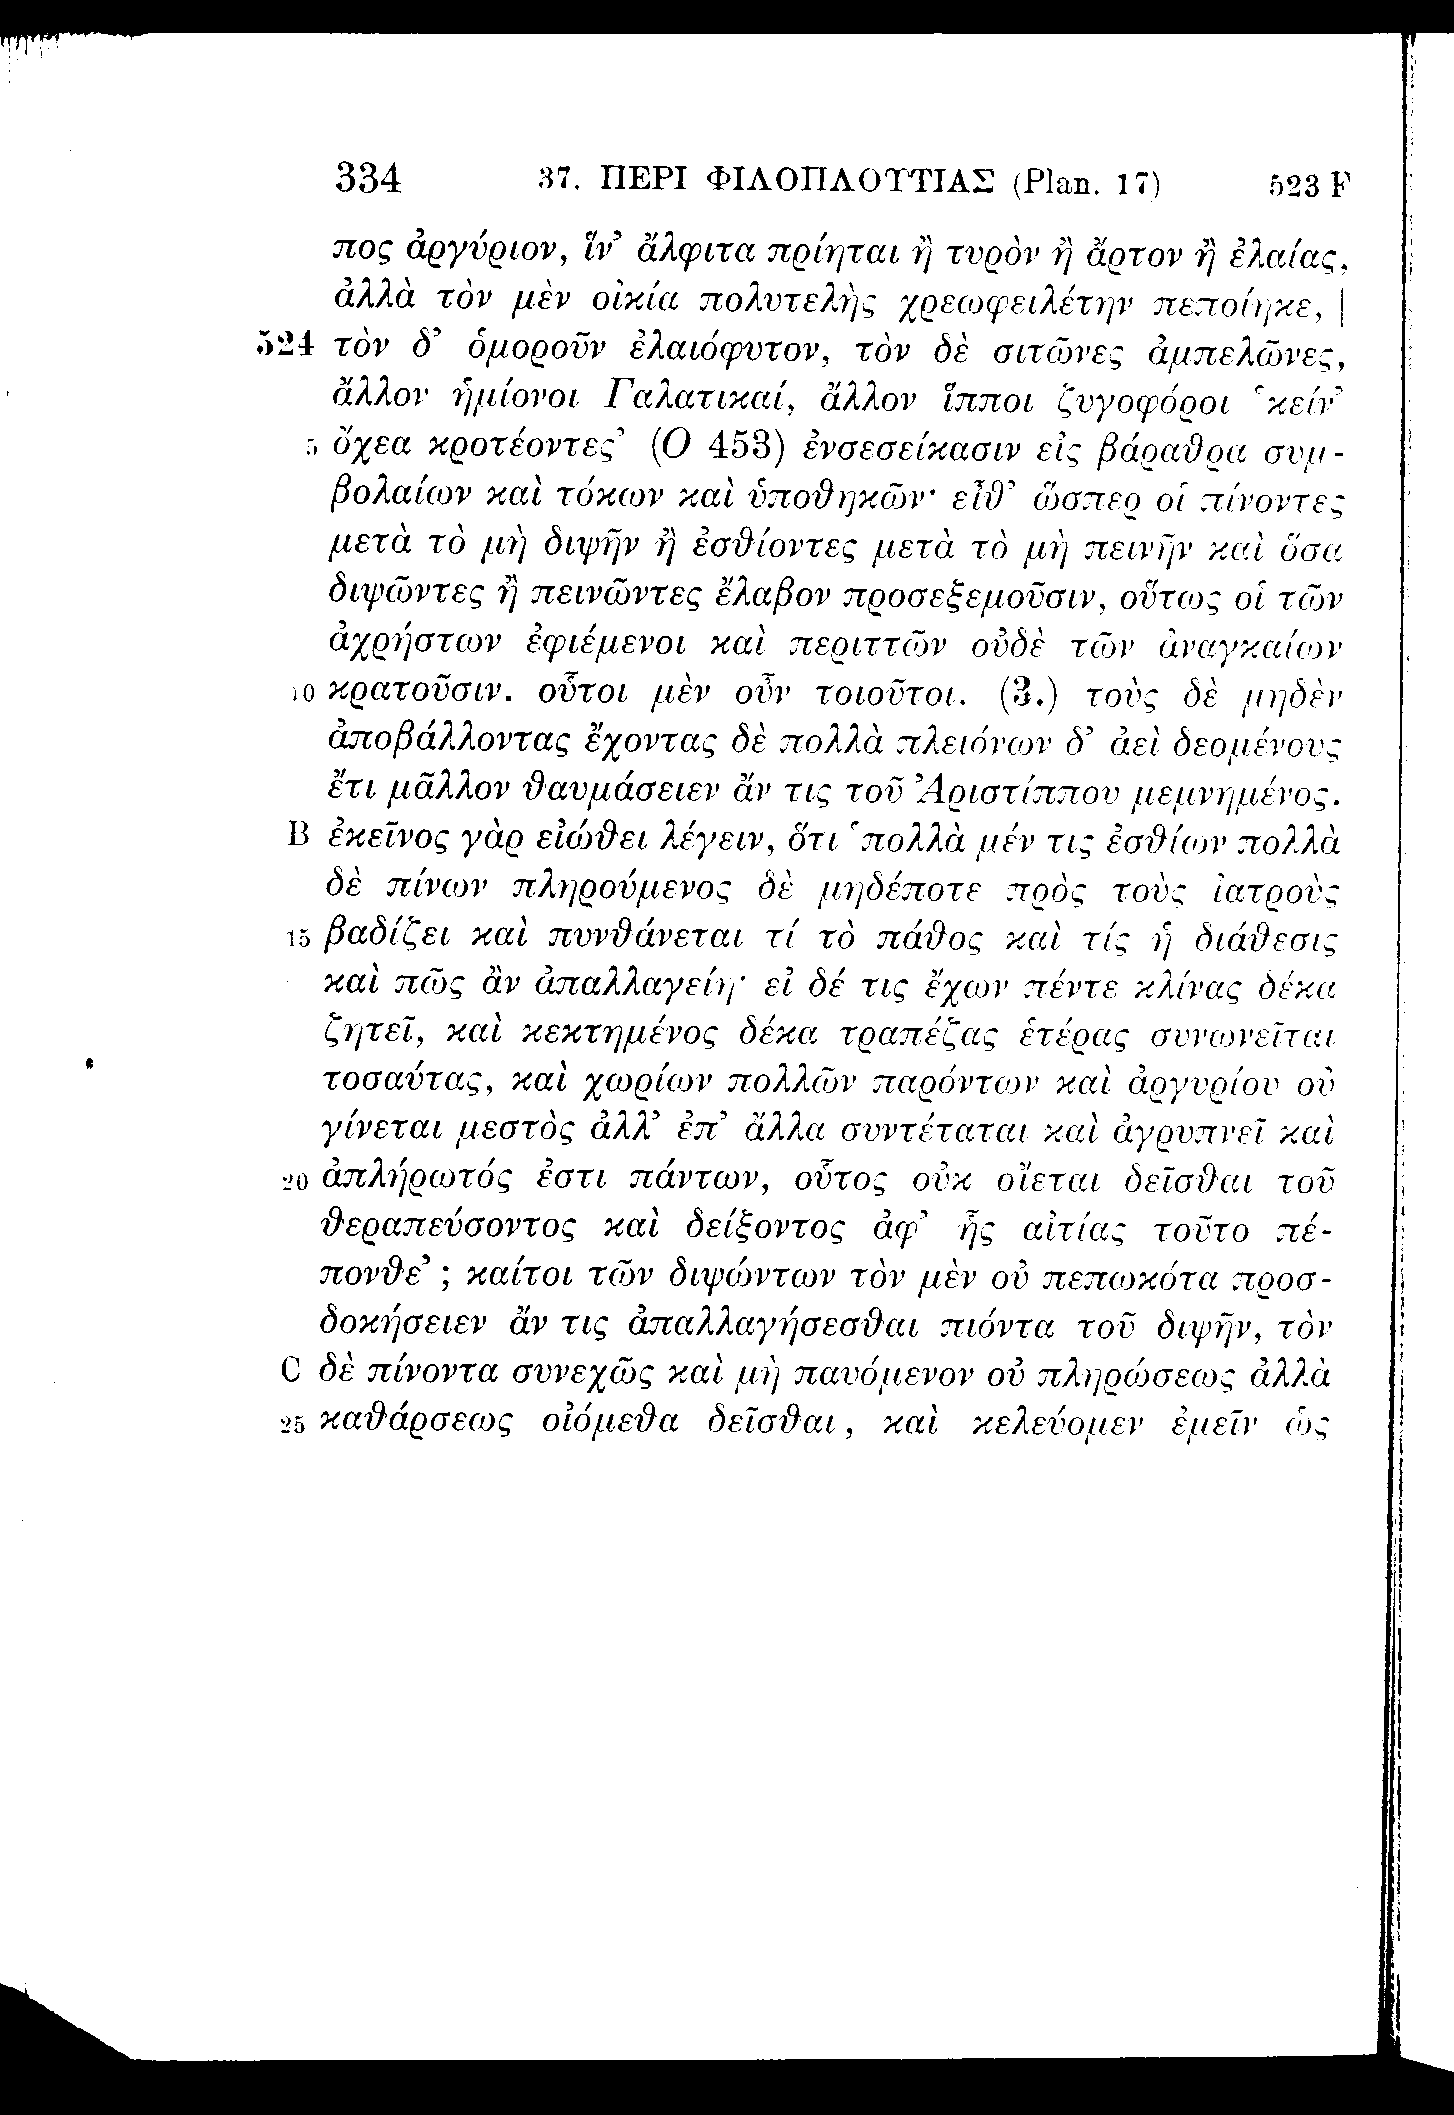 334 37. ΠΕΡΙ ΦΙΛΟΠΛΟΥΤΙΑΣ (Plan. 17) 523 F
πος ἀργύριον, ἵν’ ἄλφιτα πρίηται ἢ τυρὸν ἢ ἄρτον ἢ ἐλαίας,
ἀλλὰ τὸν μὲν οἰκία πολυτελὴς χρεωφειλέτην πεποίηκε, |
524 τὸν δ’ ὁμοροῦν ἐλαιόφυτον, τὸν δὲ σιτῶνες ἀμπελῶνες,
ἄλλον ἡμίονοι Γαλατικαί, ἄλλον ἵπποι ζυγοφόροι ‘κείν’
5 ὄχεα κροτέοντες’ (Ο 453) ἐνσεσείκασιν εἰς βάραθρα συμ-
βολαίων καὶ τόκων καὶ ὑποθηκῶν· εἶθ’ ὥσπερ οἱ πίνοντες
μετὰ τὸ μὴ διψῆν ἢ ἐσθίοντες μετὰ τὸ μὴ πεινῆν καὶ ὅσα
διψῶντες ἢ πεινῶντες ἔλαβον προσεξεμοῦσιν, οὕτως οἱ τῶν
ἀχρήστων ἐφιέμενοι καὶ περιττῶν οὐδὲ τῶν ἀναγκαίων
10 κρατοῦσιν. οὗτοι μὲν οὖν τοιοῦτοι. (3.) τοὺς δὲ μηδὲν
ἀποβάλλοντας ἔχοντας δὲ πολλὰ πλειόνων δ’ ἀεὶ δεομένους
ἔτι μᾶλλον θαυμάσειεν ἄν τις τοῦ Ἀριστίππου μεμνημένος.
B ἐκεῖνος γὰρ εἰώθει λέγειν, ὅτι ‘πολλὰ μέν τις ἐσθίων πολλὰ
δὲ πίνων πληρούμενος δὲ μηδέποτε πρὸς τοὺς ἰατροὺς
15 βαδίζει καὶ πυνθάνεται τί τὸ πάθος καὶ τίς ἡ διάθεσις
καὶ πῶς ἂν ἀπαλλαγείη· εἰ δέ τις ἔχων πέντε κλίνας δέκα
ζητεῖ, καὶ κεκτημένος δέκα τραπέζας ἑτέρας συνωνεῖται
τοσαύτας, καὶ χωρίων πολλῶν παρόντων καὶ ἀργυρίου οὐ
γίνεται μεστὸς ἀλλ’ ἐπ’ ἄλλα συντέταται καὶ ἀγρυπνεῖ καὶ
20 ἀπλήρωτός ἐστι πάντων, οὗτος οὐκ οἴεται δεῖσθαι τοῦ
θεραπεύσοντος καὶ δείξοντος ἀφ’ ἧς αἰτίας τοῦτο πέ-
πονθε’; καίτοι τῶν διψώντων τὸν μὲν οὐ πεπωκότα προσ-
δοκήσειεν ἄν τις ἀπαλλαγήσεσθαι πιόντα τοῦ διψῆν, τὸν
C δὲ πίνοντα συνεχῶς καὶ μὴ παυόμενον οὐ πληρώσεως ἀλλὰ
25 καθάρσεως οἰόμεθα δεῖσθαι, καὶ κελεύομεν ἐμεῖν ὡς